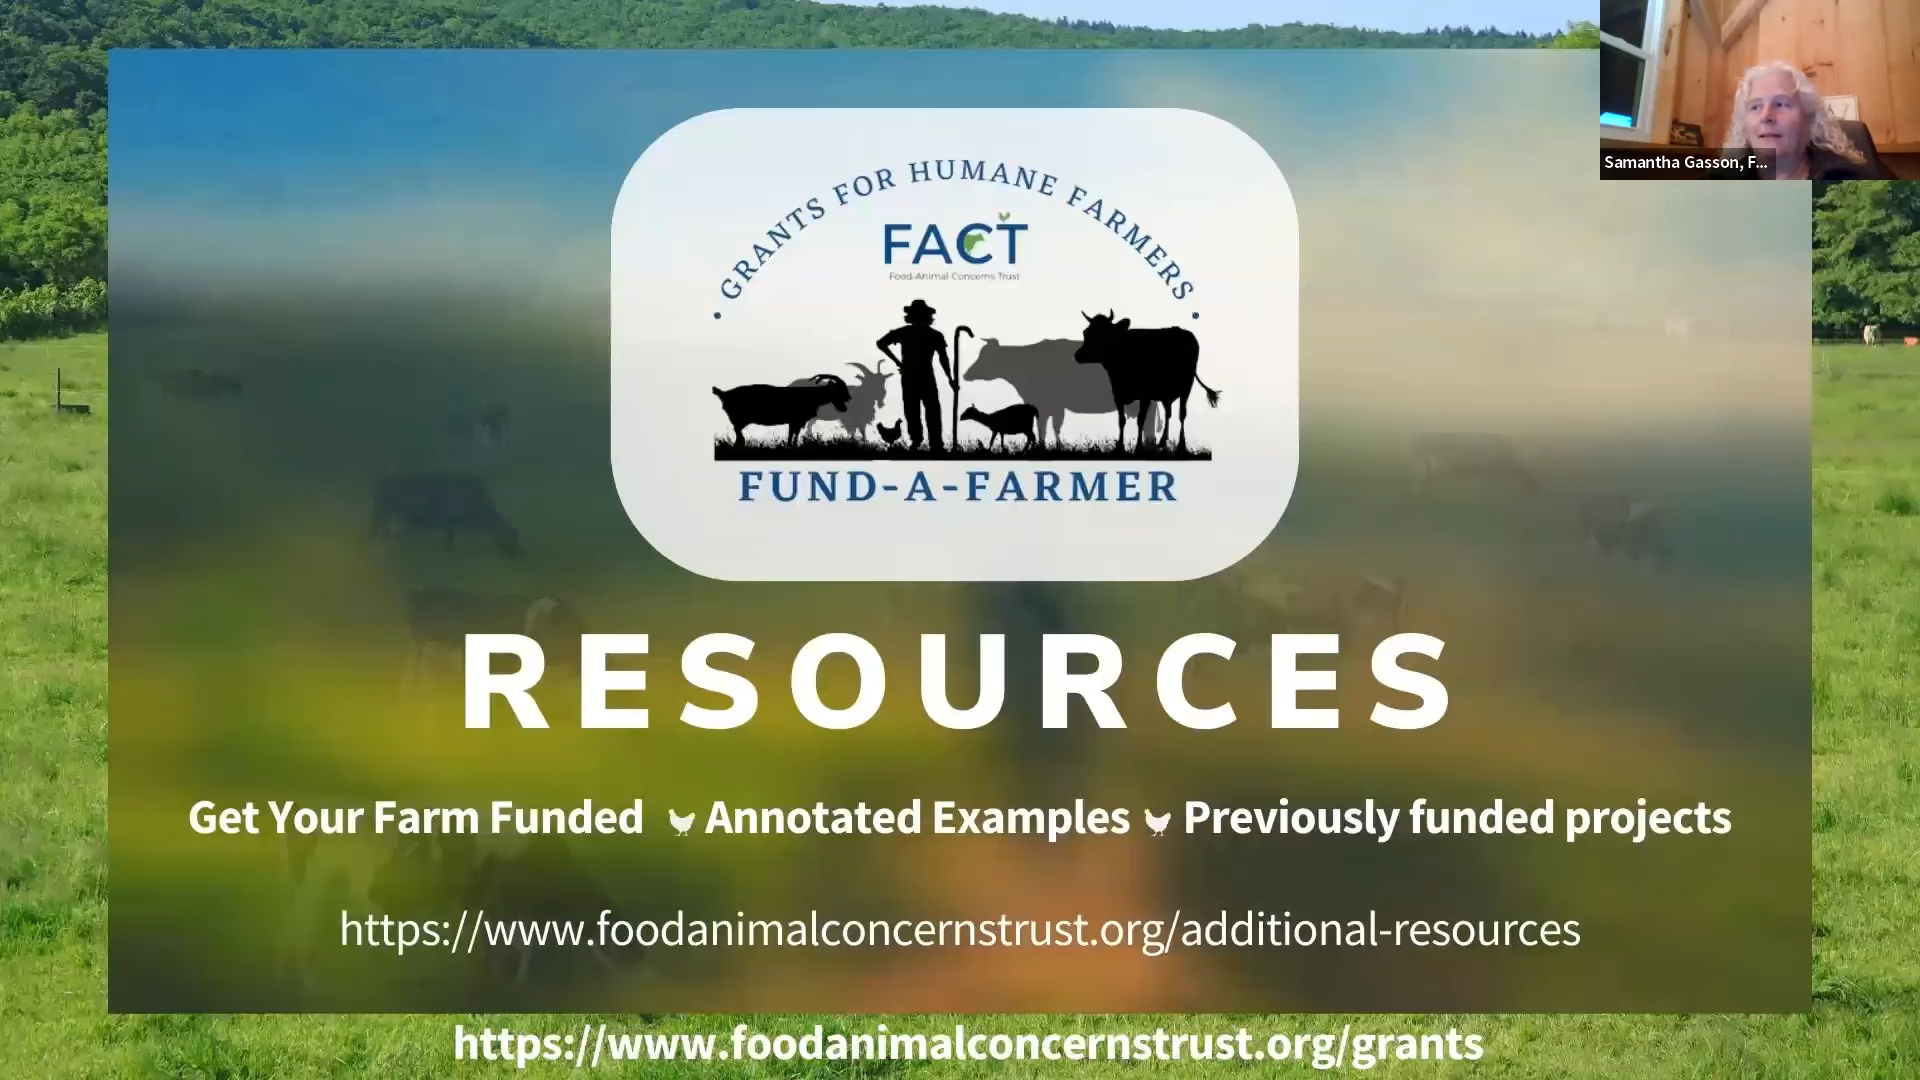 GRANTS FOR HUMANE FARMERS
FACT
Food Animal Concerns Trust
FUND-A-FARMER
Samantha Gasson, F...
RESOURCES
Get Your Farm Funded Annotated Examples Previously funded projects
https://www.foodanimalconcernstrust.org/additional-resources
https://www.foodanimalconcernstrust.org/grants